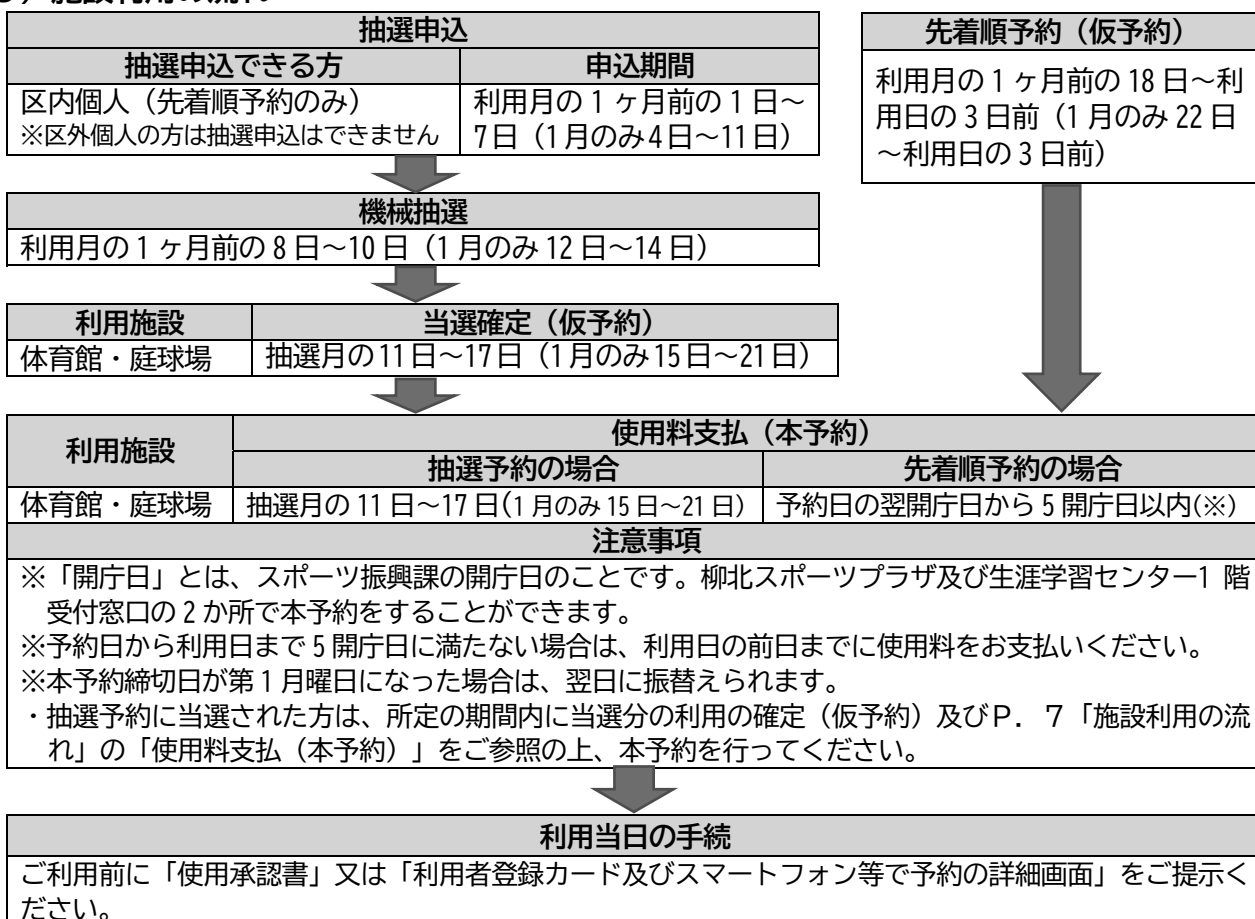 抽選申込
抽選申込できる方 申込期間
区内個人（先着順予約のみ）
※区外個人の方は抽選申込はできません
利用月の1ヶ月前の1日～
7日（1月のみ4日～11日）
先着順予約（仮予約）
利用月の1ヶ月前の18日～利
用日の3日前（1月のみ22日
～利用日の3日前）
機械抽選
利用月の1ヶ月前の8日～10日（1月のみ12日～14日）
利用施設 当選確定（仮予約）
体育館・庭球場 抽選月の11日～17日（1月のみ15日～21日）
利用施設
使用料支払（本予約）
抽選予約の場合 先着順予約の場合
体育館・庭球場 抽選月の11日～17日(1月のみ15日～21日) 予約日の翌開庁日から5開庁日以内(※)
注意事項
※「開庁日」とは、スポーツ振興課の開庁日のことです。柳北スポーツプラザ及び生涯学習センター1 階
受付窓口の2か所で本予約をすることができます。
※予約日から利用日まで5開庁日に満たない場合は、利用日の前日までに使用料をお支払いください。
※本予約締切日が第1月曜日になった場合は、翌日に振替えられます。
・抽選予約に当選された方は、所定の期間内に当選分の利用の確定（仮予約）及びP．7「施設利用の流
れ」の「使用料支払（本予約）」をご参照の上、本予約を行ってください。
利用当日の手続
ご利用前に「使用承認書」又は「利用者登録カード及びスマートフォン等で予約の詳細画面」をご提示く
ださい。